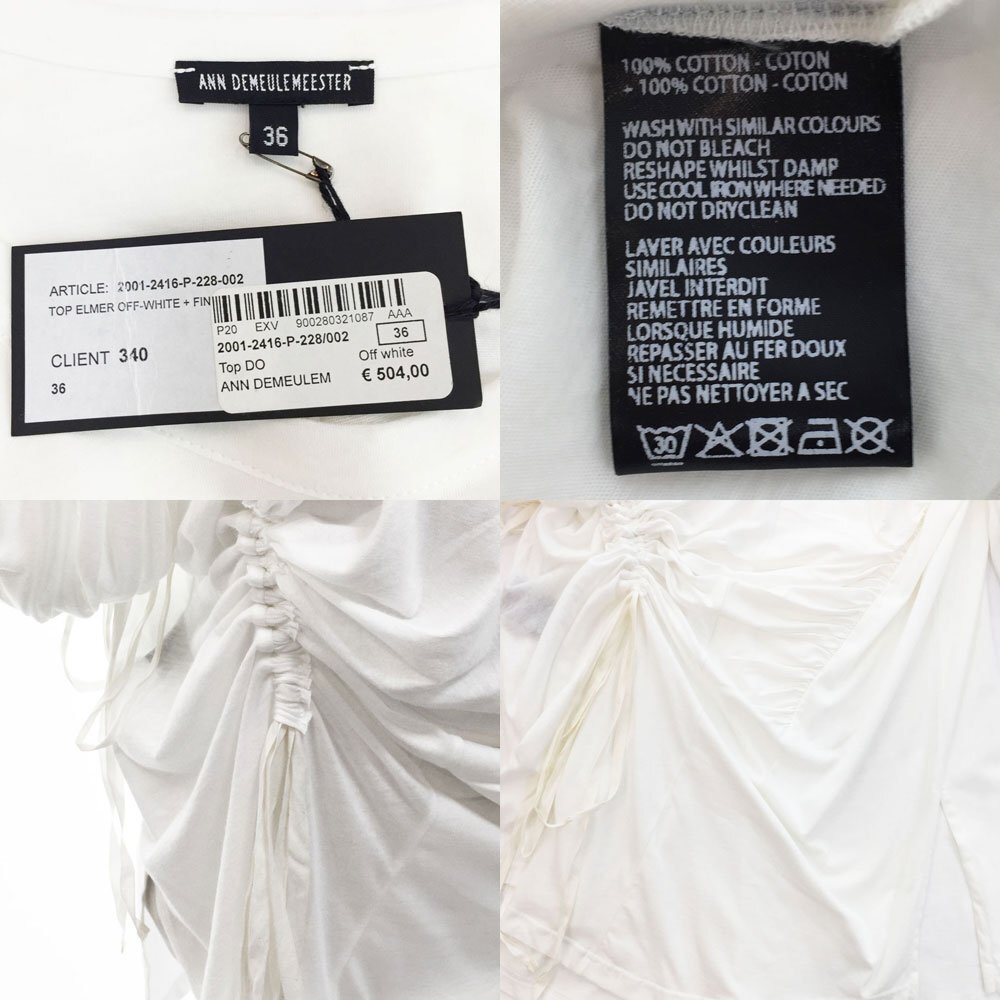 ANN DEMEULEMEESTER
36
ARTICLE: 2001-2416-P-228-002
TOP ELMER OFF-WHITE + FIN
CLIENT 340
36
P20 EXV 900280321087 AAA
2001-2416-P-228/002 36
Top DO Off white
ANN DEMEULEM € 504,00
100% COTTON - COTON
+ 100% COTTON - COTON
WASH WITH SIMILAR COLOURS
DO NOT BLEACH
RESHAPE WHILST DAMP
USE COOL IRON WHERE NEEDED
DO NOT DRYCLEAN
LAVER AVEC COULEURS
SIMILAIRES
JAVEL INTERDIT
REMETTRE EN FORME
LORSQUE HUMIDE
REPASSER AU FER DOUX
SI NECESSAIRE
NE PAS NETTOYER A SEC
30